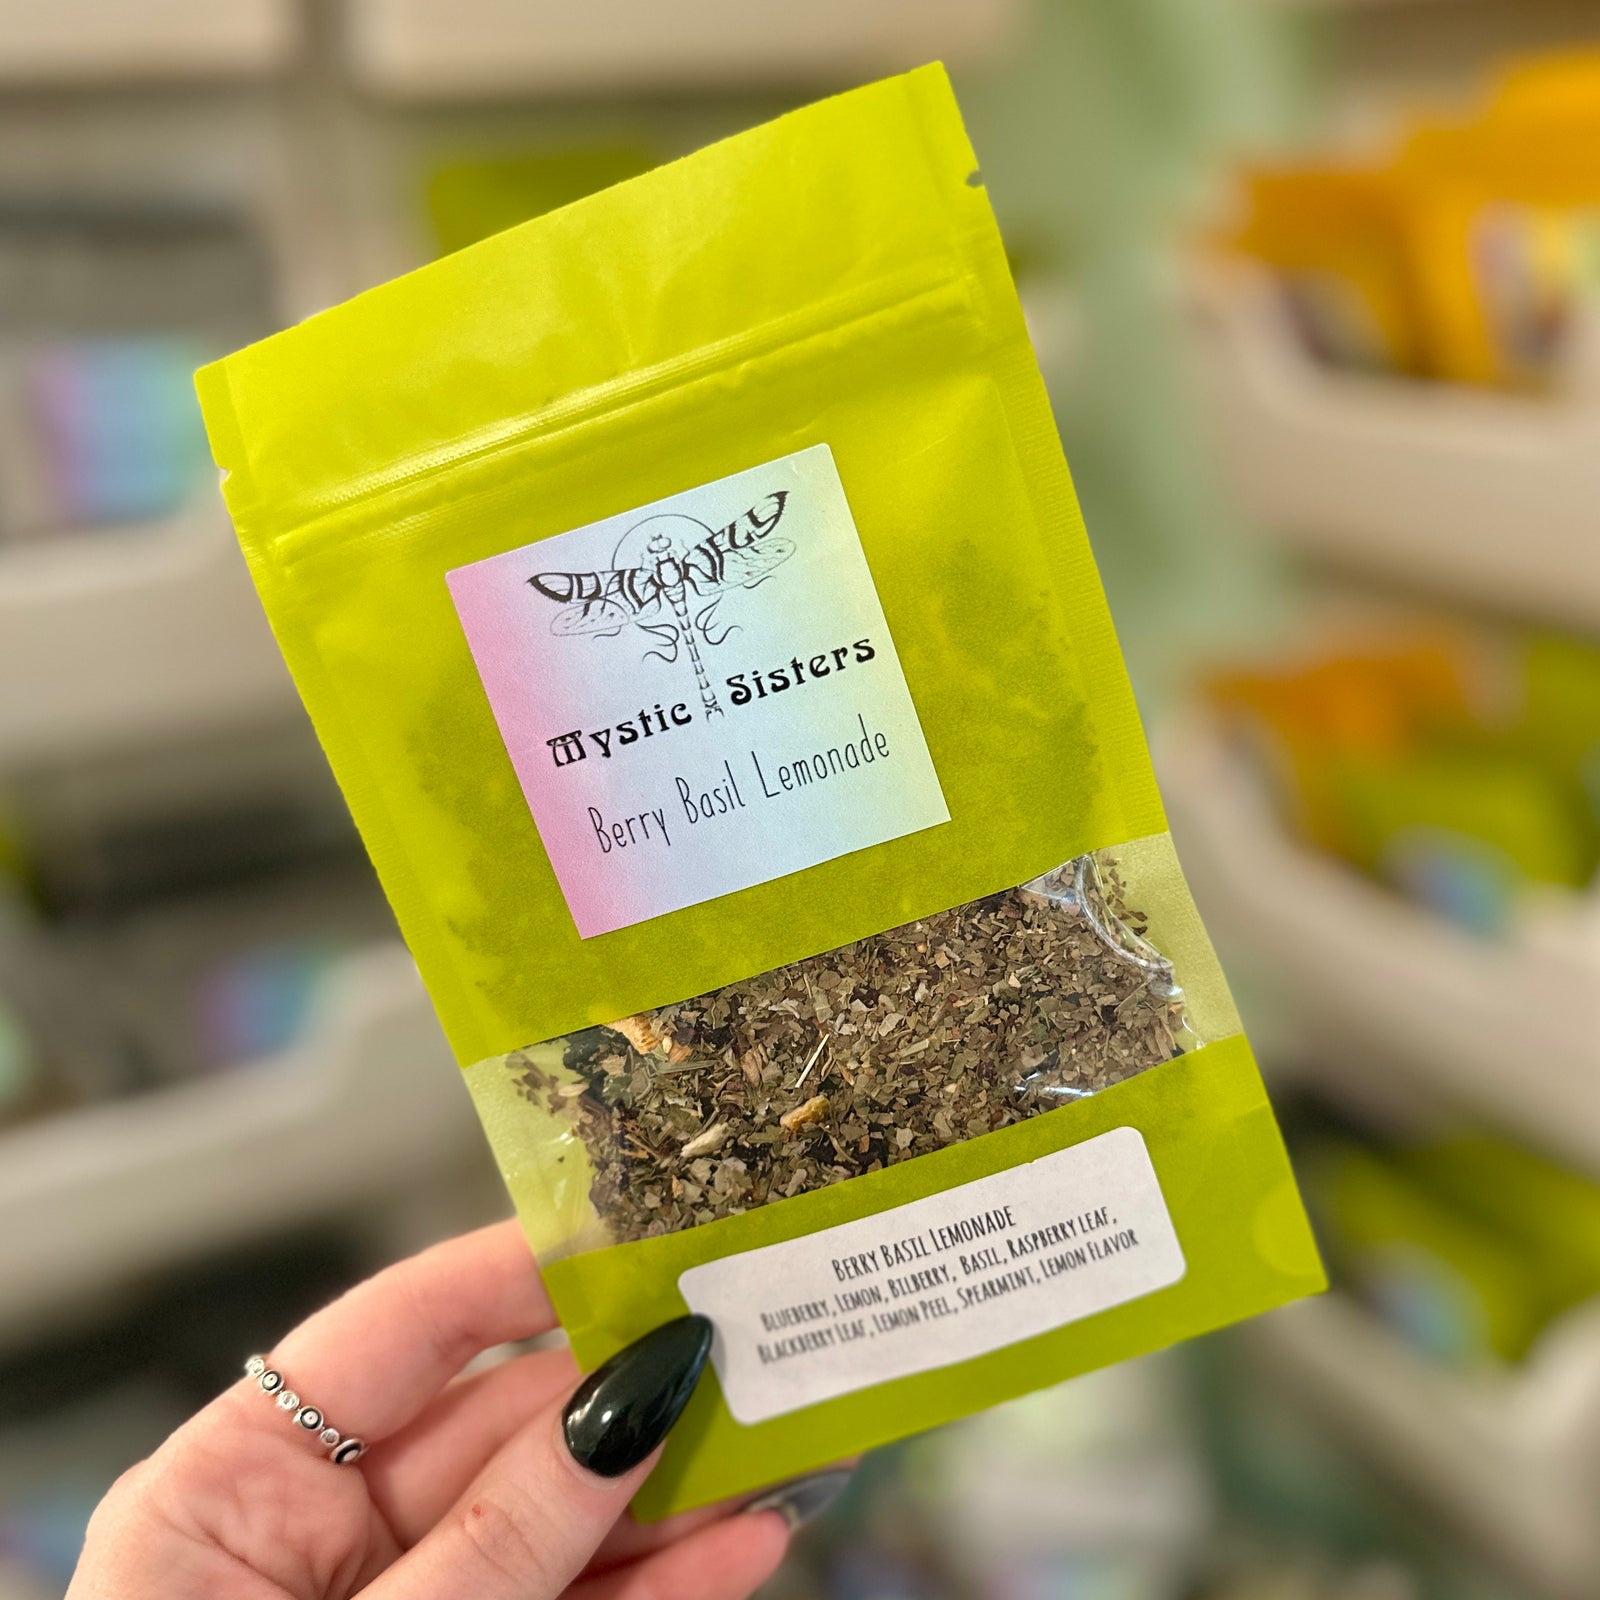 DRAGONFLY
Mystic Sisters
Berry Basil Lemonade
BERRY BASIL LEMONADE
BLUEBERRY, LEMON, BILBERRY, BASIL, RASPBERRY LEAF,
BLACKBERRY LEAF, LEMON PEEL, SPEARMINT, LEMON FLAVOR